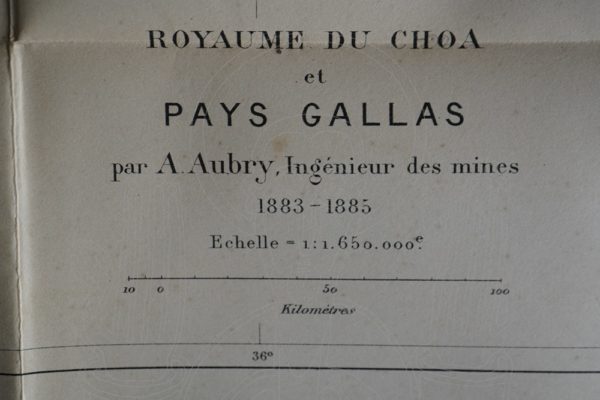 ROYAUME DU CHOA
et
PAYS GALLAS
par A. Aubry, Ingénieur des mines
1883 - 1885
Echelle = 1:1.650.000e.
10 0 50 100
Kilomètres
36°